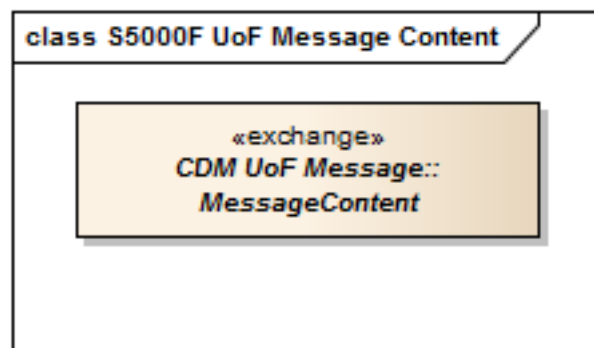 class S5000F UoF Message Content
«exchange»
CDM UoF Message::
MessageContent